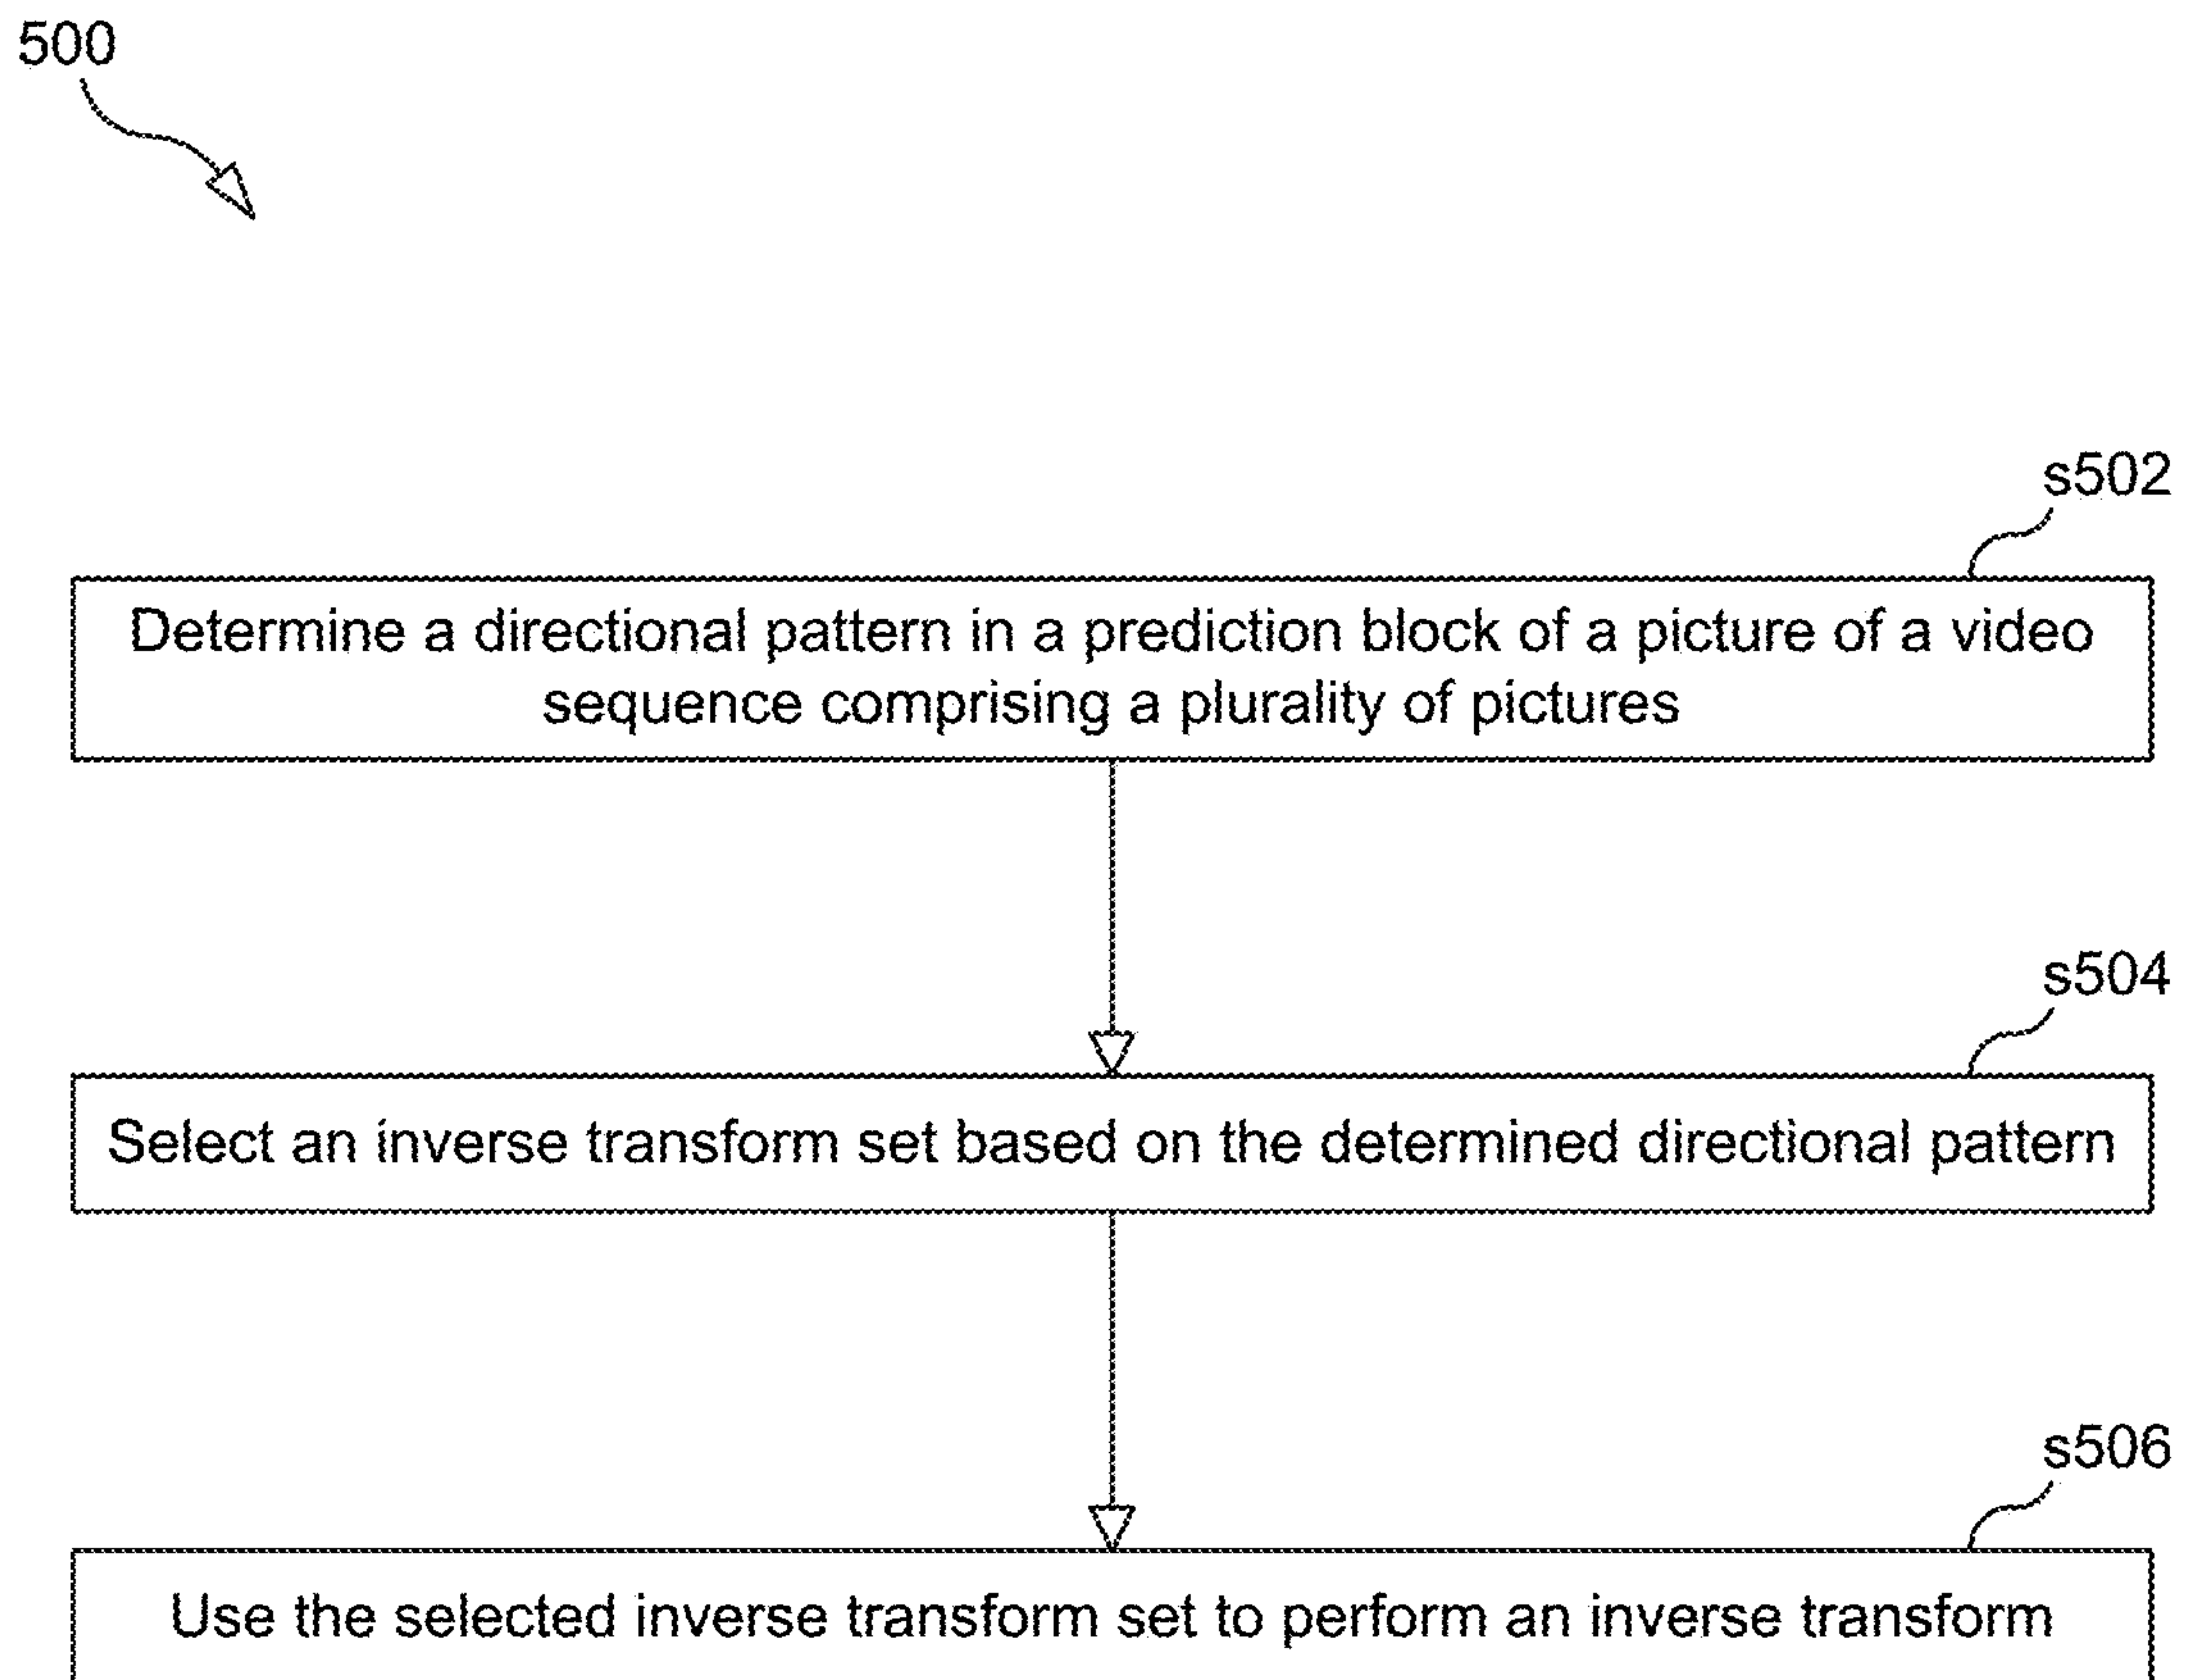 500
s502
Determine a directional pattern in a prediction block of a picture of a video
sequence comprising a plurality of pictures
s504
Select an inverse transform set based on the determined directional pattern
s506
Use the selected inverse transform set to perform an inverse transform